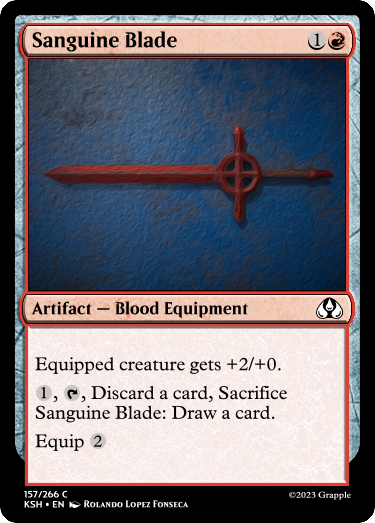 Sanguine Blade 1
Artifact — Blood Equipment
Equipped creature gets +2/+0.
1, , Discard a card, Sacrifice
Sanguine Blade: Draw a card.
Equip 2
157/266 C
KSH • EN Rolando Lopez Fonseca
©2023 Grapple